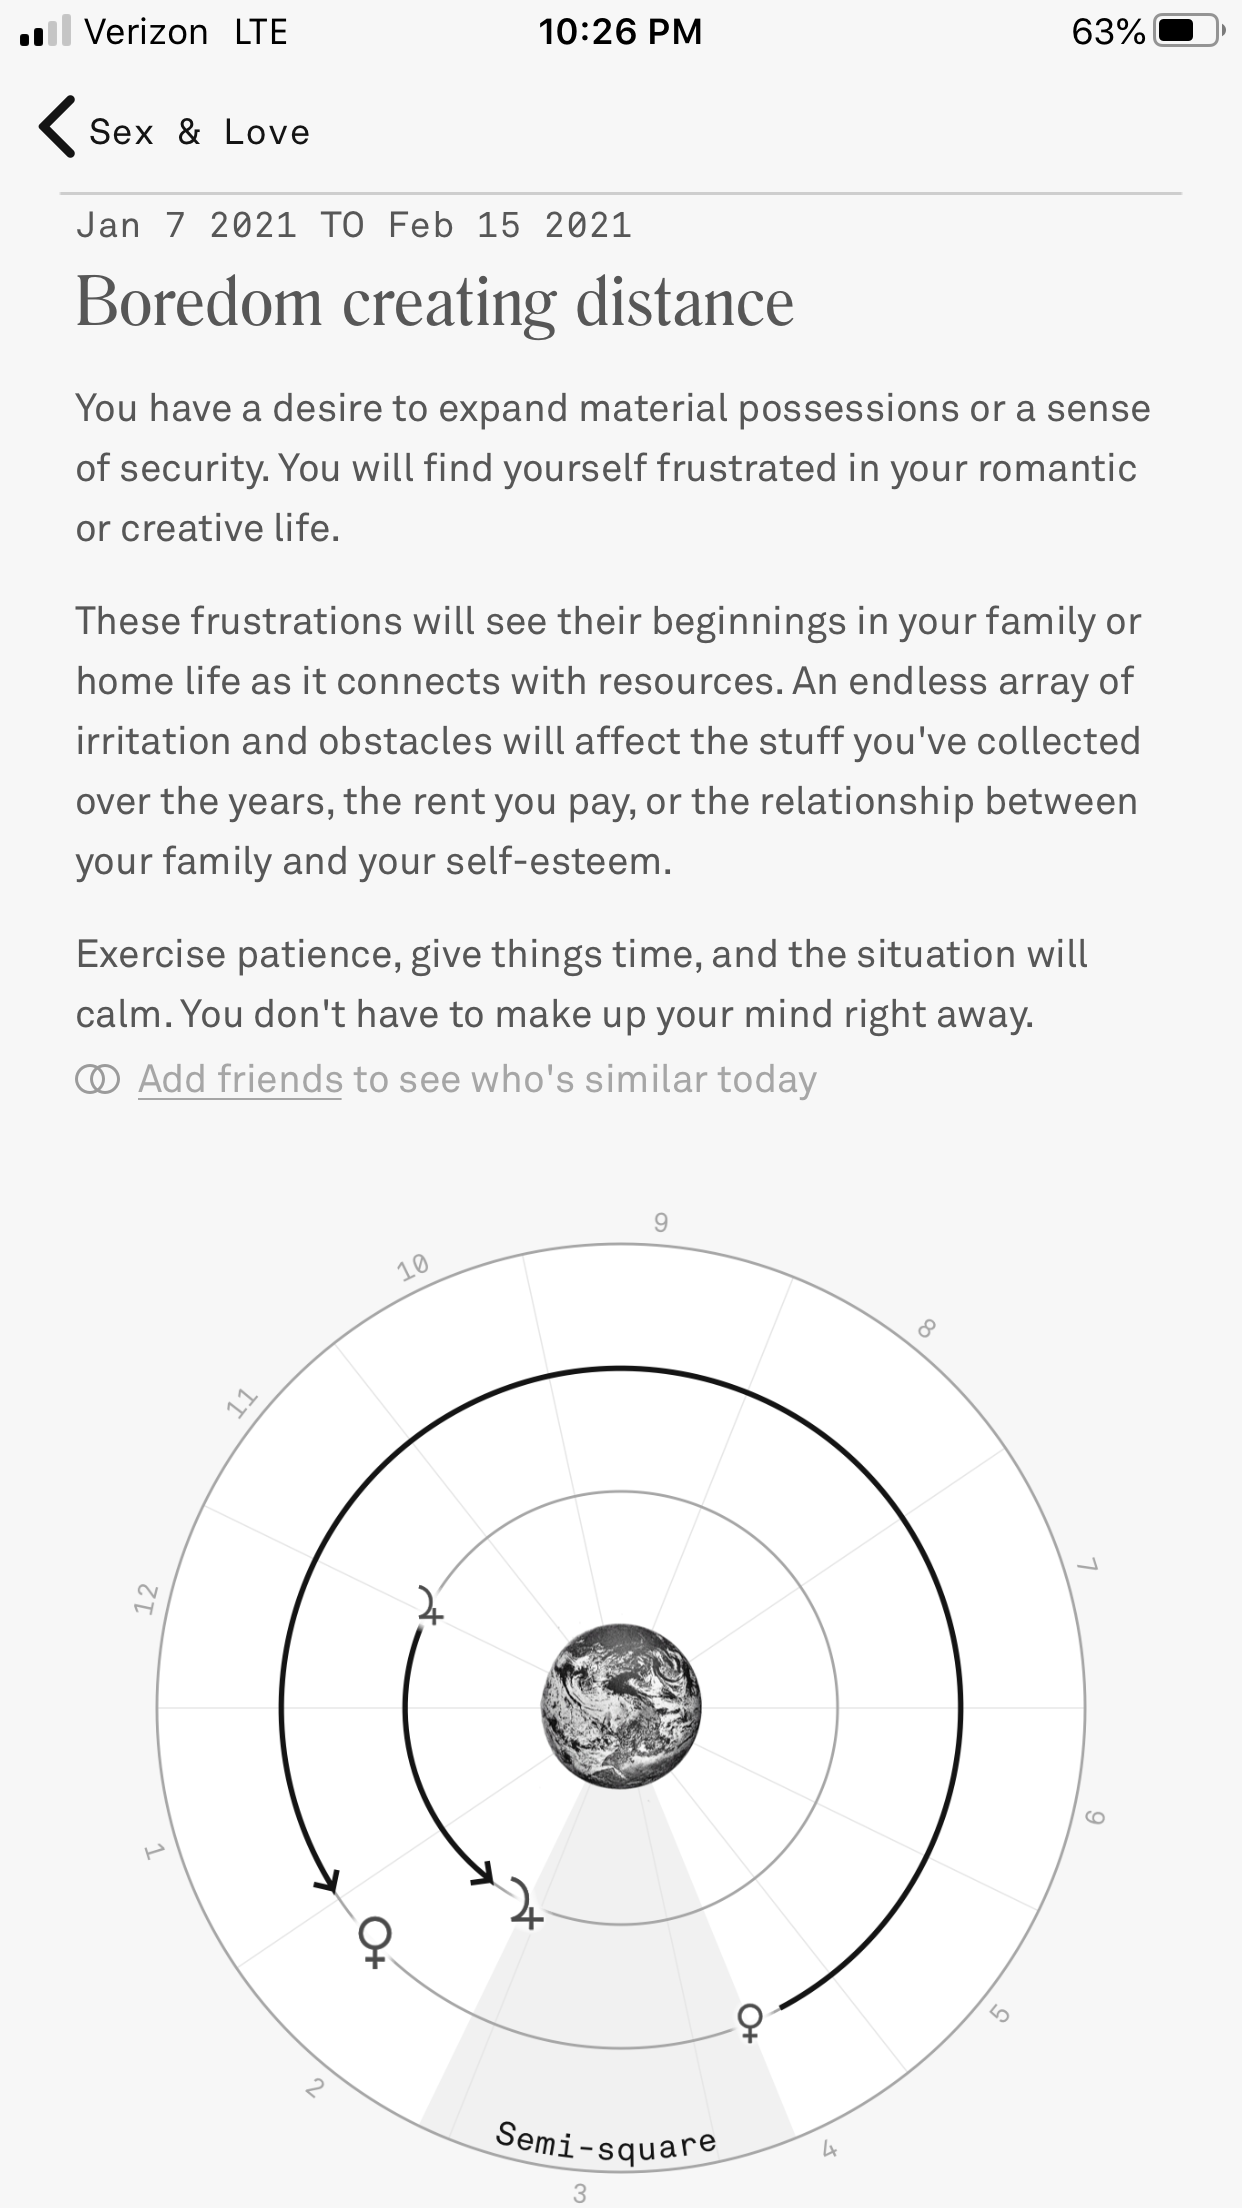 Verizon LTE 10:26 PM 63%
Sex & Love
Jan 7 2021 TO Feb 15 2021
Boredom creating distance
You have a desire to expand material possessions or a sense
of security. You will find yourself frustrated in your romantic
or creative life.
These frustrations will see their beginnings in your family or
home life as it connects with resources. An endless array of
irritation and obstacles will affect the stuff you've collected
over the years, the rent you pay, or the relationship between
your family and your self-esteem.
Exercise patience, give things time, and the situation will
calm. You don't have to make up your mind right away.
Add friends to see who's similar today
9
10
8
11
7
12
6
1
5
2
Semi-square
4
3